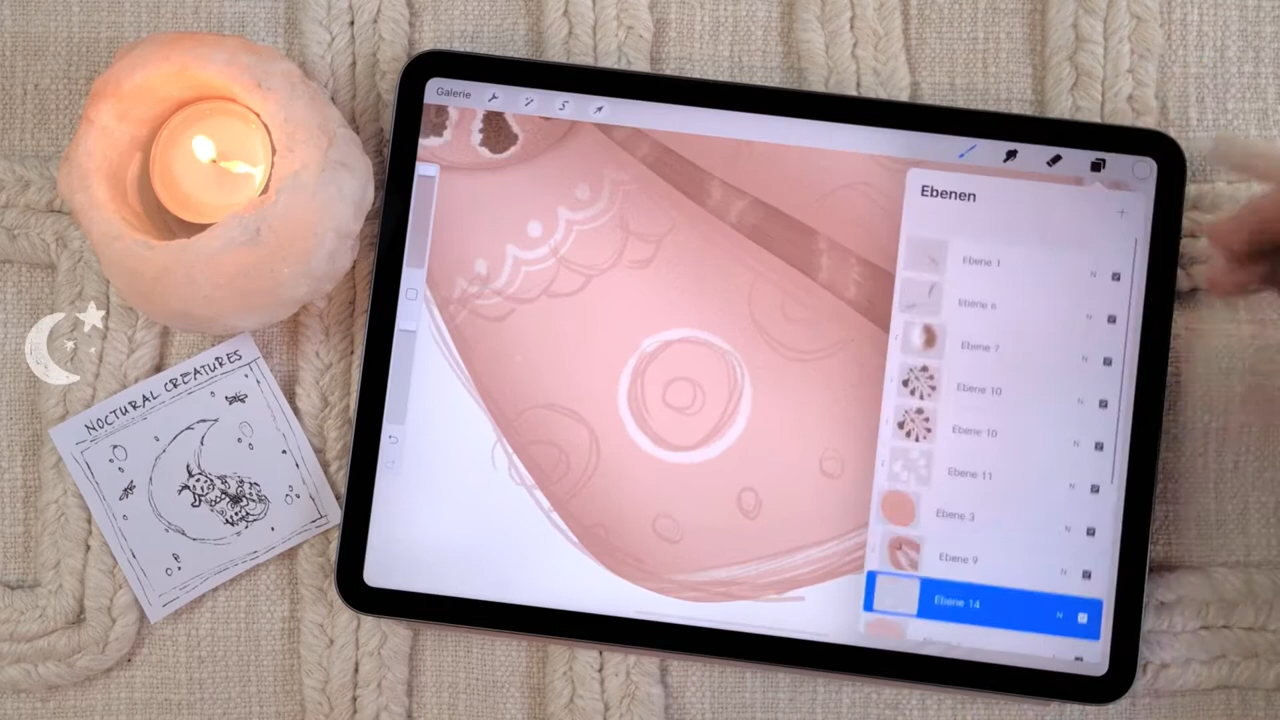 NOCTURAL CREATURES
Galerie
Ebenen
Ebene 1
N
Ebene 6
N
Ebene 7
N
Ebene 10
N
Ebene 10
N
Ebene 11
N
Ebene 3
N
Ebene 9
N
Ebene 14
N